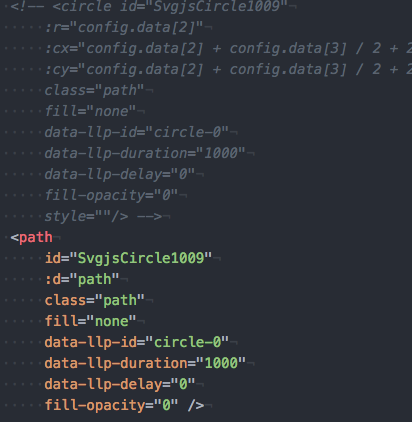 <!-- <circle id="SvgjsCircle1009"
:r="config.data[2]"
:cx="config.data[2] + config.data[3] / 2 + 2
:cy="config.data[2] + config.data[3] / 2 + 2
class="path"
fill="none"
data-llp-id="circle-0"
data-llp-duration="1000"
data-llp-delay="0"
fill-opacity="0"
style=""/> -->
<path
id="SvgjsCircle1009"
:d="path"
class="path"
fill="none"
data-llp-id="circle-0"
data-llp-duration="1000"
data-llp-delay="0"
fill-opacity="0" />